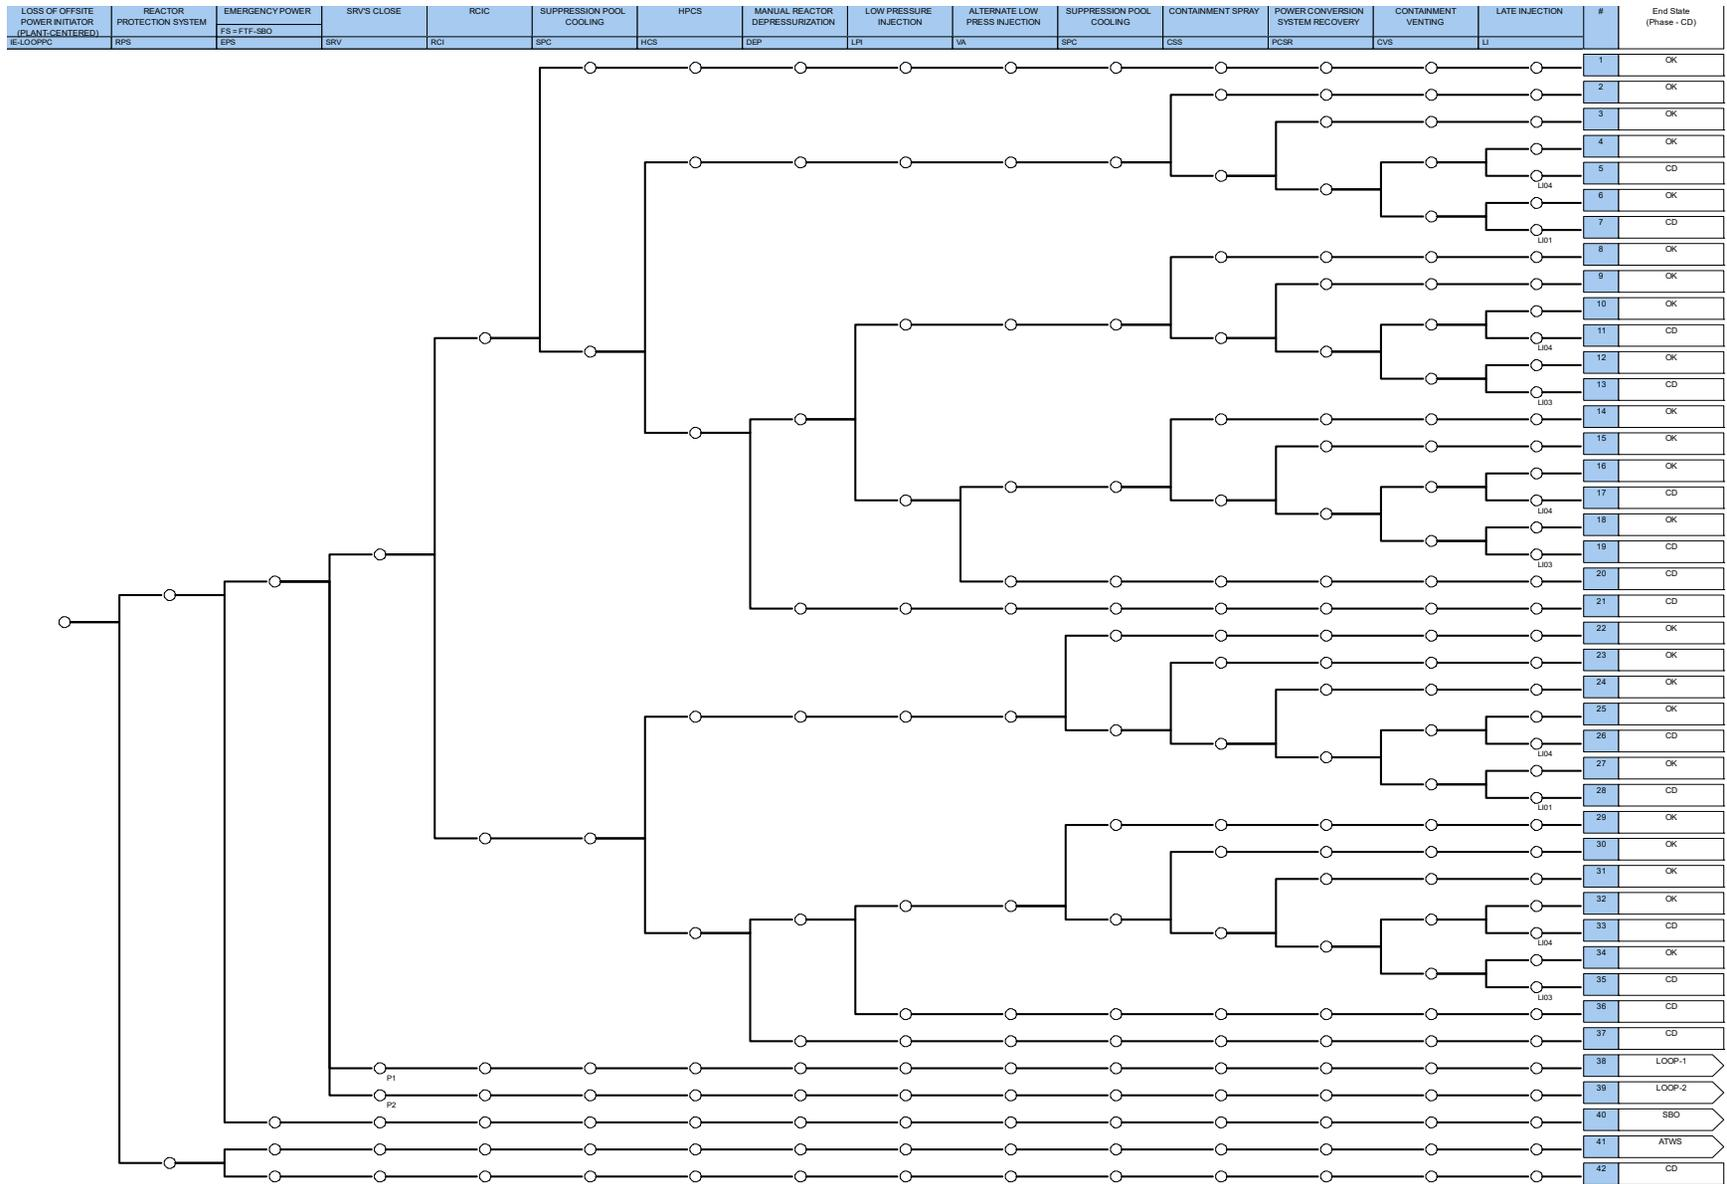 LOSS OF OFFSITE
POWER INITIATOR
(PLANT-CENTERED)
IE-LOOPPC
REACTOR
PROTECTION SYSTEM
RPS
EMERGENCY POWER
FS = FTF-SBO
EPS
SRV'S CLOSE
SRV
RCIC
RCI
SUPPRESSION POOL
COOLING
SPC
HPCS
HCS
MANUAL REACTOR
DEPRESSURIZATION
DEP
LOW PRESSURE
INJECTION
LPI
ALTERNATE LOW
PRESS INJECTION
VA
SUPPRESSION POOL
COOLING
SPC
CONTAINMENT SPRAY
CSS
POWER CONVERSION
SYSTEM RECOVERY
PCSR
CONTAINMENT
VENTING
CVS
LATE INJECTION
LI
#
End State
(Phase - CD)
1 OK
2 OK
3 OK
4 OK
5 CD
LI04
6 OK
7 CD
LI01
8 OK
9 OK
10 OK
11 CD
LI04
12 OK
13 CD
LI03
14 OK
15 OK
16 OK
17 CD
LI04
18 OK
19 CD
LI03
20 CD
21 CD
22 OK
23 OK
24 OK
25 OK
26 CD
LI04
27 OK
28 CD
LI01
29 OK
30 OK
31 OK
32 OK
33 CD
LI04
34 OK
35 CD
LI03
36 CD
37 CD
38 LOOP-1
P1
39 LOOP-2
P2
40 SBO
41 ATWS
42 CD